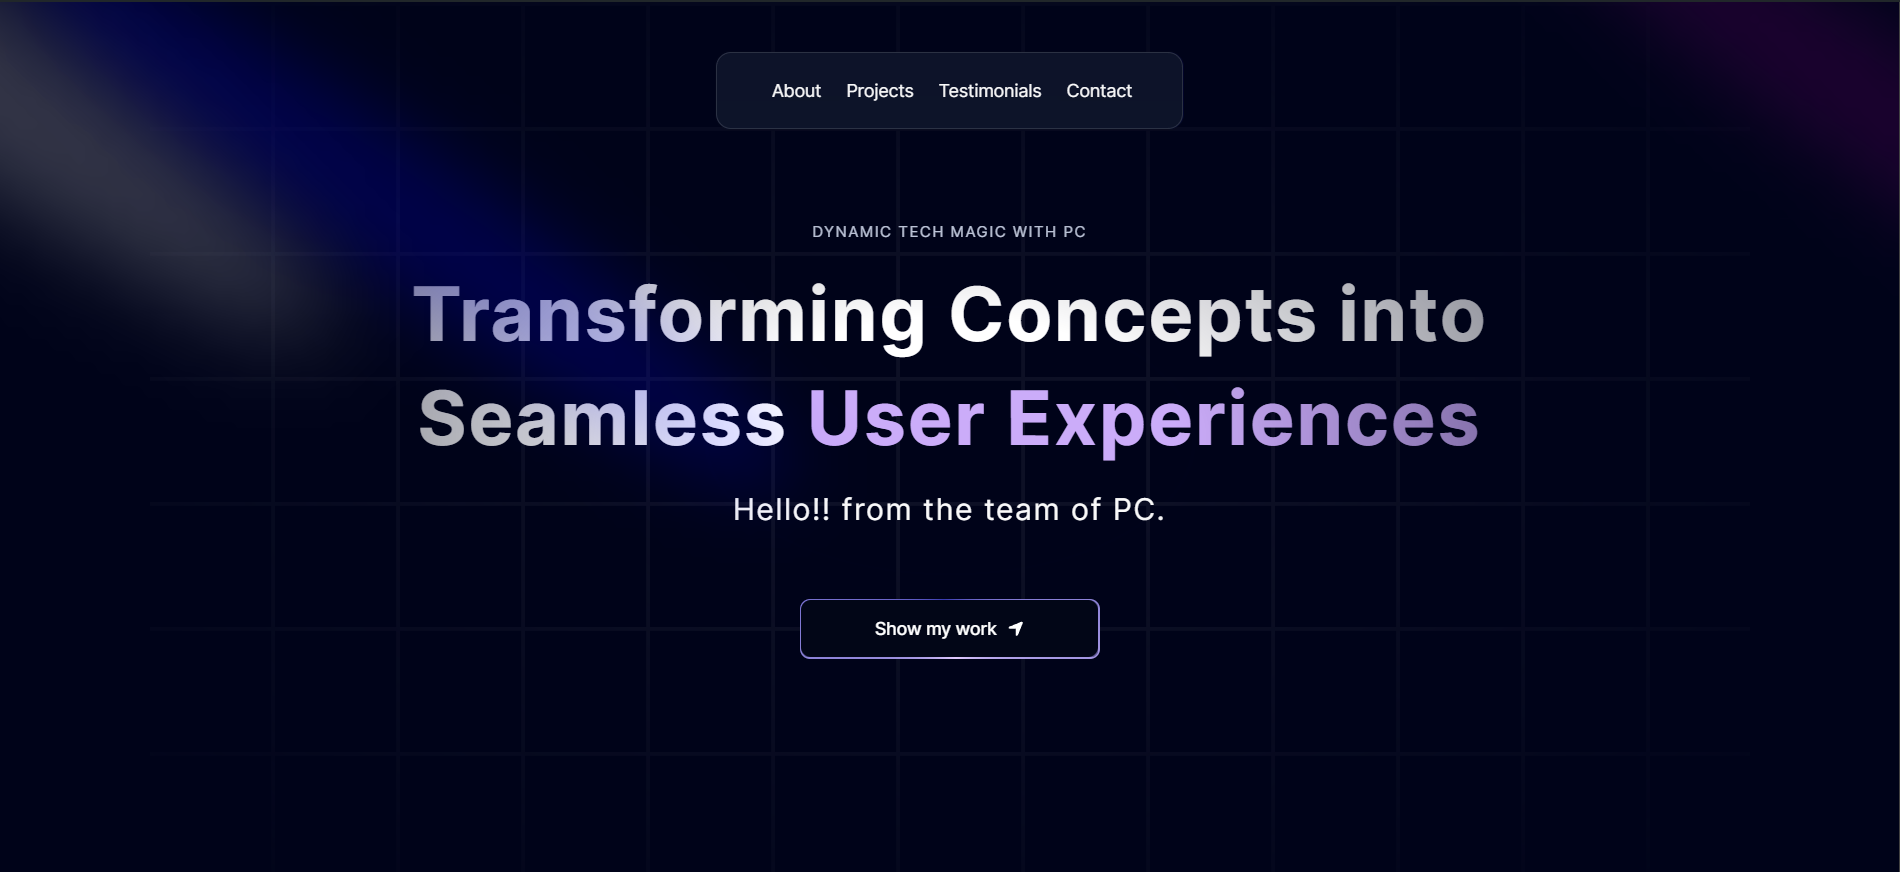 About Projects Testimonials Contact
DYNAMIC TECH MAGIC WITH PC
Transforming Concepts into
Seamless User Experiences
Hello!! from the team of PC.
Show my work